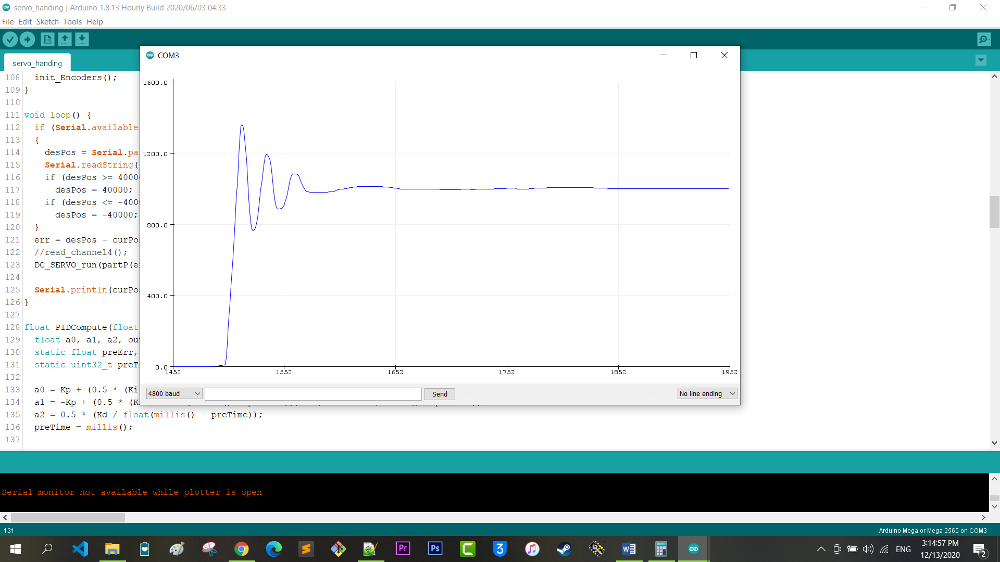 servo_handing | Arduino 1.8.13 Hourly Build 2020/06/03 04:33
File Edit Sketch Tools Help
servo_handing
108 init_Encoders();
109 }
110
111 void loop() {
112 if (Serial.available
113 {
114 desPos = Serial.pa
115 Serial.readString(
116 if (desPos >= 4000
117 desPos = 40000;
118 if (desPos <= -400
119 desPos = -40000;
120 }
121 err = desPos - curPo
122 //read_channel4();
123 DC_SERVO_run(partP(e
124
125 Serial.println(curPo
126 }
127
128 float PIDCompute(float
129 float a0, a1, a2, ou
130 static float preErr,
131 static uint32_t preT
132
133 a0 = Kp + (0.5 * (Ki
134 a1 = -Kp + (0.5 * (K
135 a2 = 0.5 * (Kd / float(millis() - preTime));
136 preTime = millis();
137
COM3
1600.0
1200.0
800.0
400.0
0.0
1452 1552 1652 1752 1852 1952
4800 baud Send No line ending
Serial monitor not available while plotter is open
131 Arduino Mega or Mega 2560 on COM3
Pr Ps ENG 3:14:57 PM
12/13/2020 2